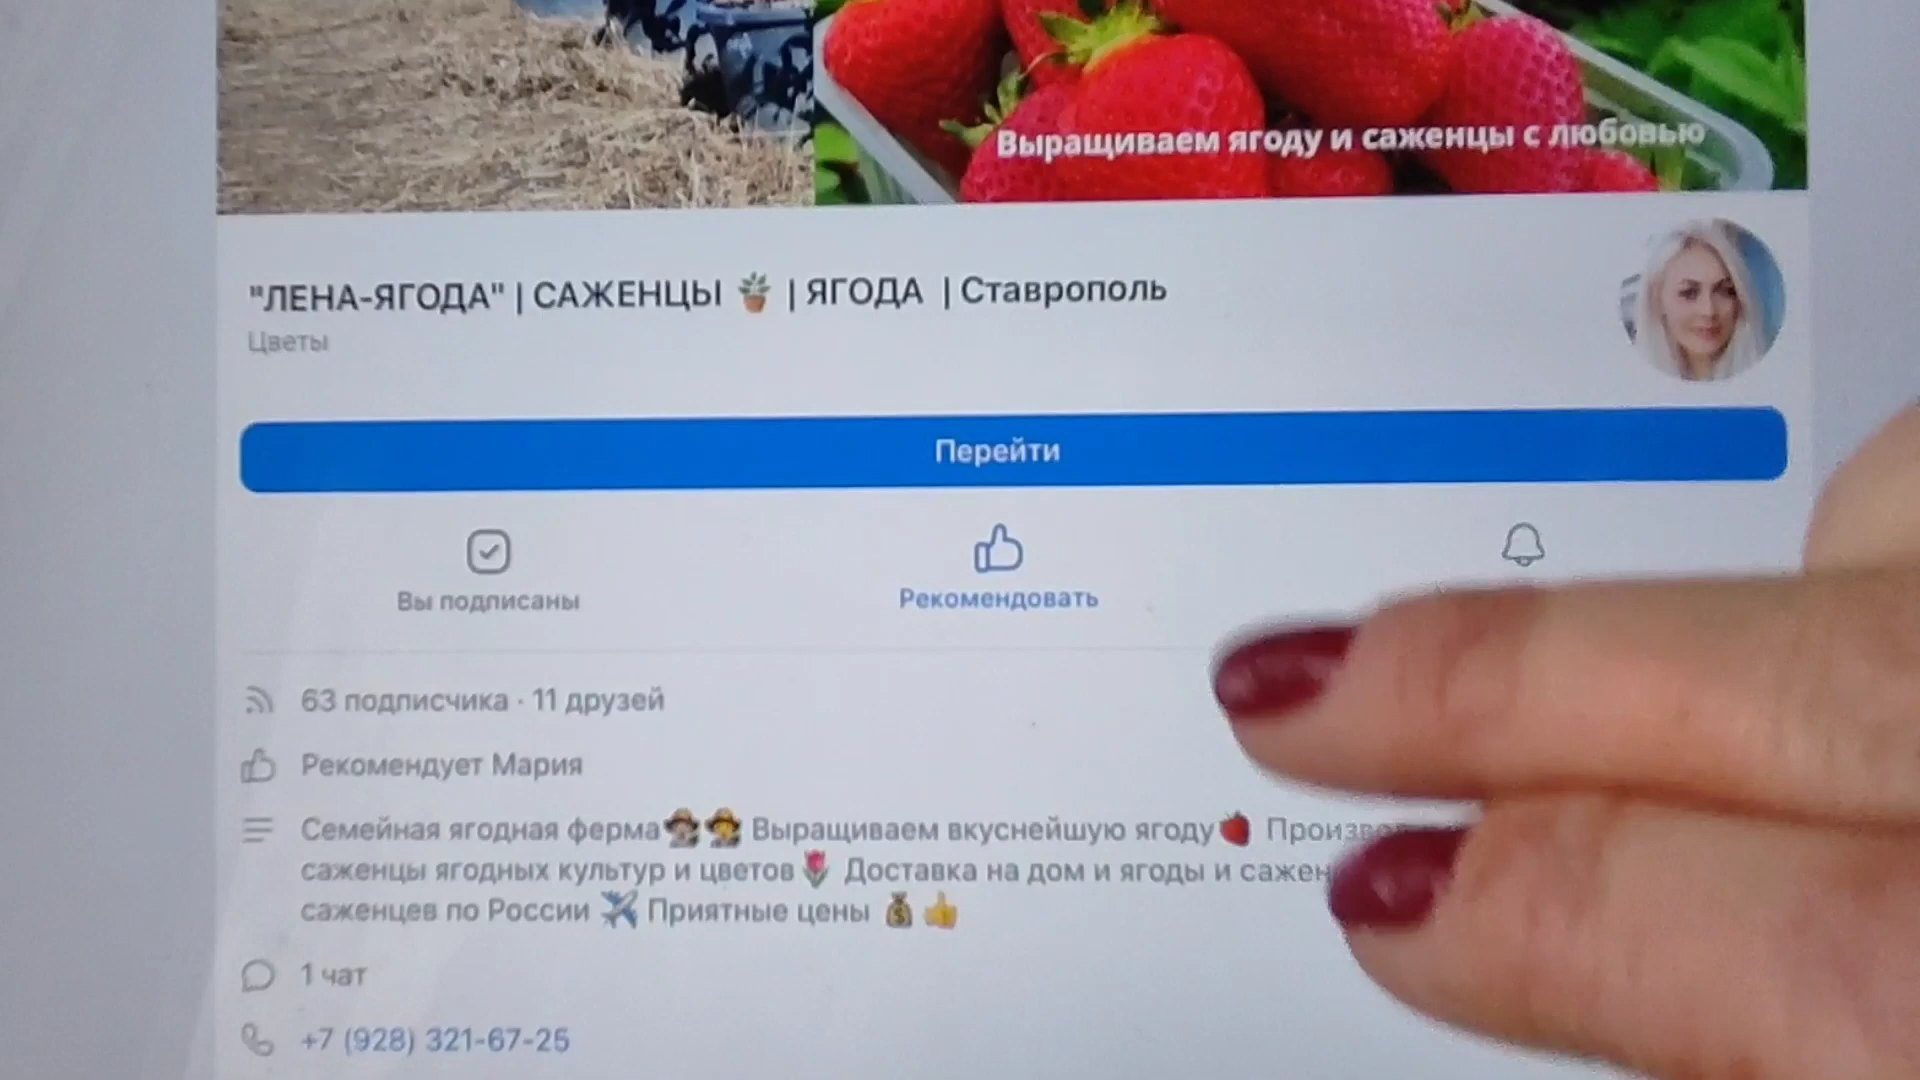 Выращиваем ягоду и саженцы с любовью
"ЛЕНА-ЯГОДА" | САЖЕНЦЫ 🪴 | ЯГОДА | Ставрополь
Цветы
Перейти
Вы подписаны
Рекомендовать
63 подписчика · 11 друзей
Рекомендует Мария
Семейная ягодная ферма Выращиваем вкуснейшую ягоду🍓
саженцы ягодных культур и цветов🌷 Доставка на дом и ягоды и
саженцев по России ✈️ Приятные цены 💰👍
1 чат
+7 (928) 321-67-25